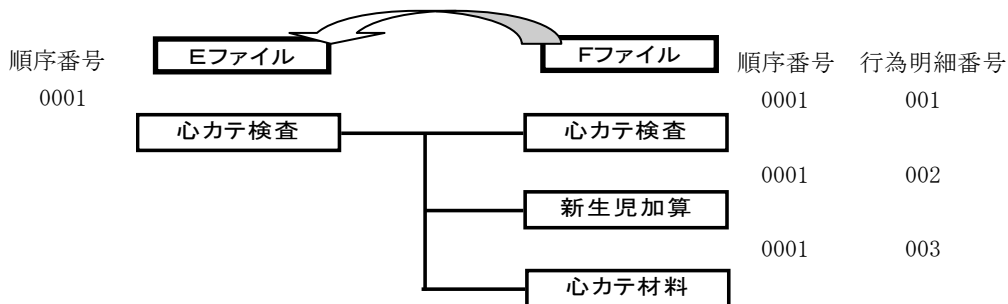 順序番号 Eファイル Fファイル 順序番号 行為明細番号
0001 0001 001
心カテ検査 心カテ検査
0001 002
新生児加算
0001 003
心カテ材料